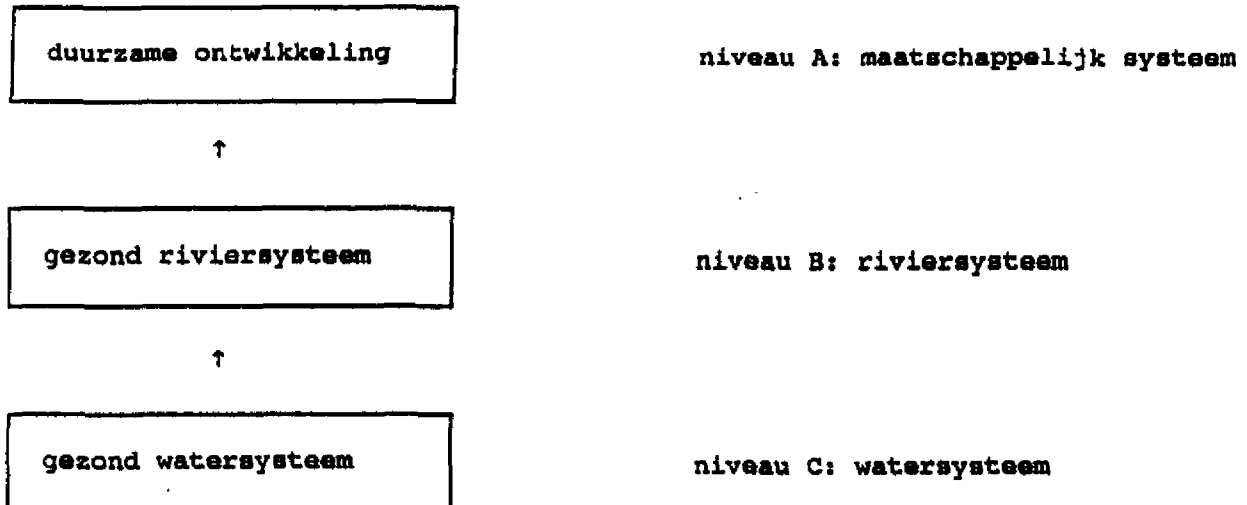 duurzame ontwikkeling niveau A: maatschappelijk systeem
↑
gezond riviersysteem niveau B: riviersysteem
↑
gezond watersysteem niveau C: watersysteem